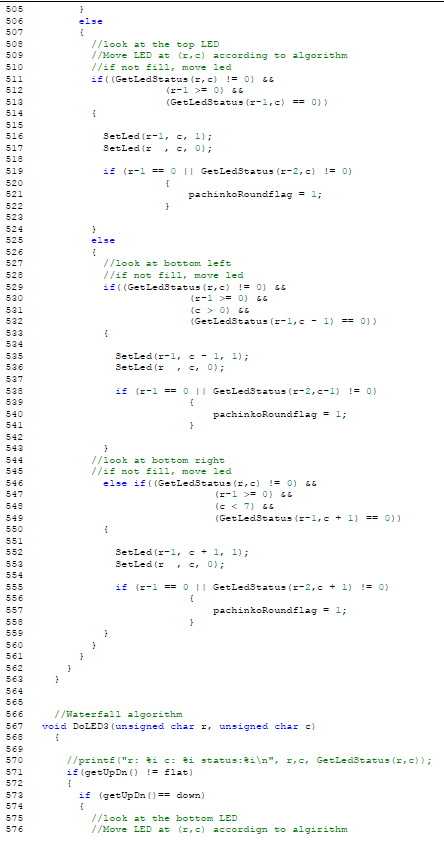 505 }
506 else
507 {
508 //look at the top LED
509 //Move LED at (r,c) according to algorithm
510 //if not fill, move led
511 if((GetLedStatus(r,c) != 0) &&
512 (r-1 >= 0) &&
513 (GetLedStatus(r-1,c) == 0))
514 {
515
516 SetLed(r-1, c, 1);
517 SetLed(r , c, 0);
518
519 if (r-1 == 0 || GetLedStatus(r-2,c) != 0)
520 {
521 pachinkoRoundflag = 1;
522 }
523
524 }
525 else
526 {
527 //look at bottom left
528 //if not fill, move led
529 if((GetLedStatus(r,c) != 0) &&
530 (r-1 >= 0) &&
531 (c > 0) &&
532 (GetLedStatus(r-1,c - 1) == 0))
533 {
534
535 SetLed(r-1, c - 1, 1);
536 SetLed(r , c, 0);
537
538 if (r-1 == 0 || GetLedStatus(r-2,c-1) != 0)
539 {
540 pachinkoRoundflag = 1;
541 }
542
543 }
544 //look at bottom right
545 //if not fill, move led
546 else if((GetLedStatus(r,c) != 0) &&
547 (r-1 >= 0) &&
548 (c < 7) &&
549 (GetLedStatus(r-1,c + 1) == 0))
550 {
551
552 SetLed(r-1, c + 1, 1);
553 SetLed(r , c, 0);
554
555 if (r-1 == 0 || GetLedStatus(r-2,c + 1) != 0)
556 {
557 pachinkoRoundflag = 1;
558 }
559 }
560 }
561 }
562 }
563 }
564
565
566 //Waterfall algorithm
567 void DoLED3(unsigned char r, unsigned char c)
568 {
569
570 //printf("r: %i c: %i status:%i\n", r,c, GetLedStatus(r,c));
571 if(getUpDn() != flat)
572 {
573 if (getUpDn()== down)
574 {
575 //look at the bottom LED
576 //Move LED at (r,c) accordign to algirithm